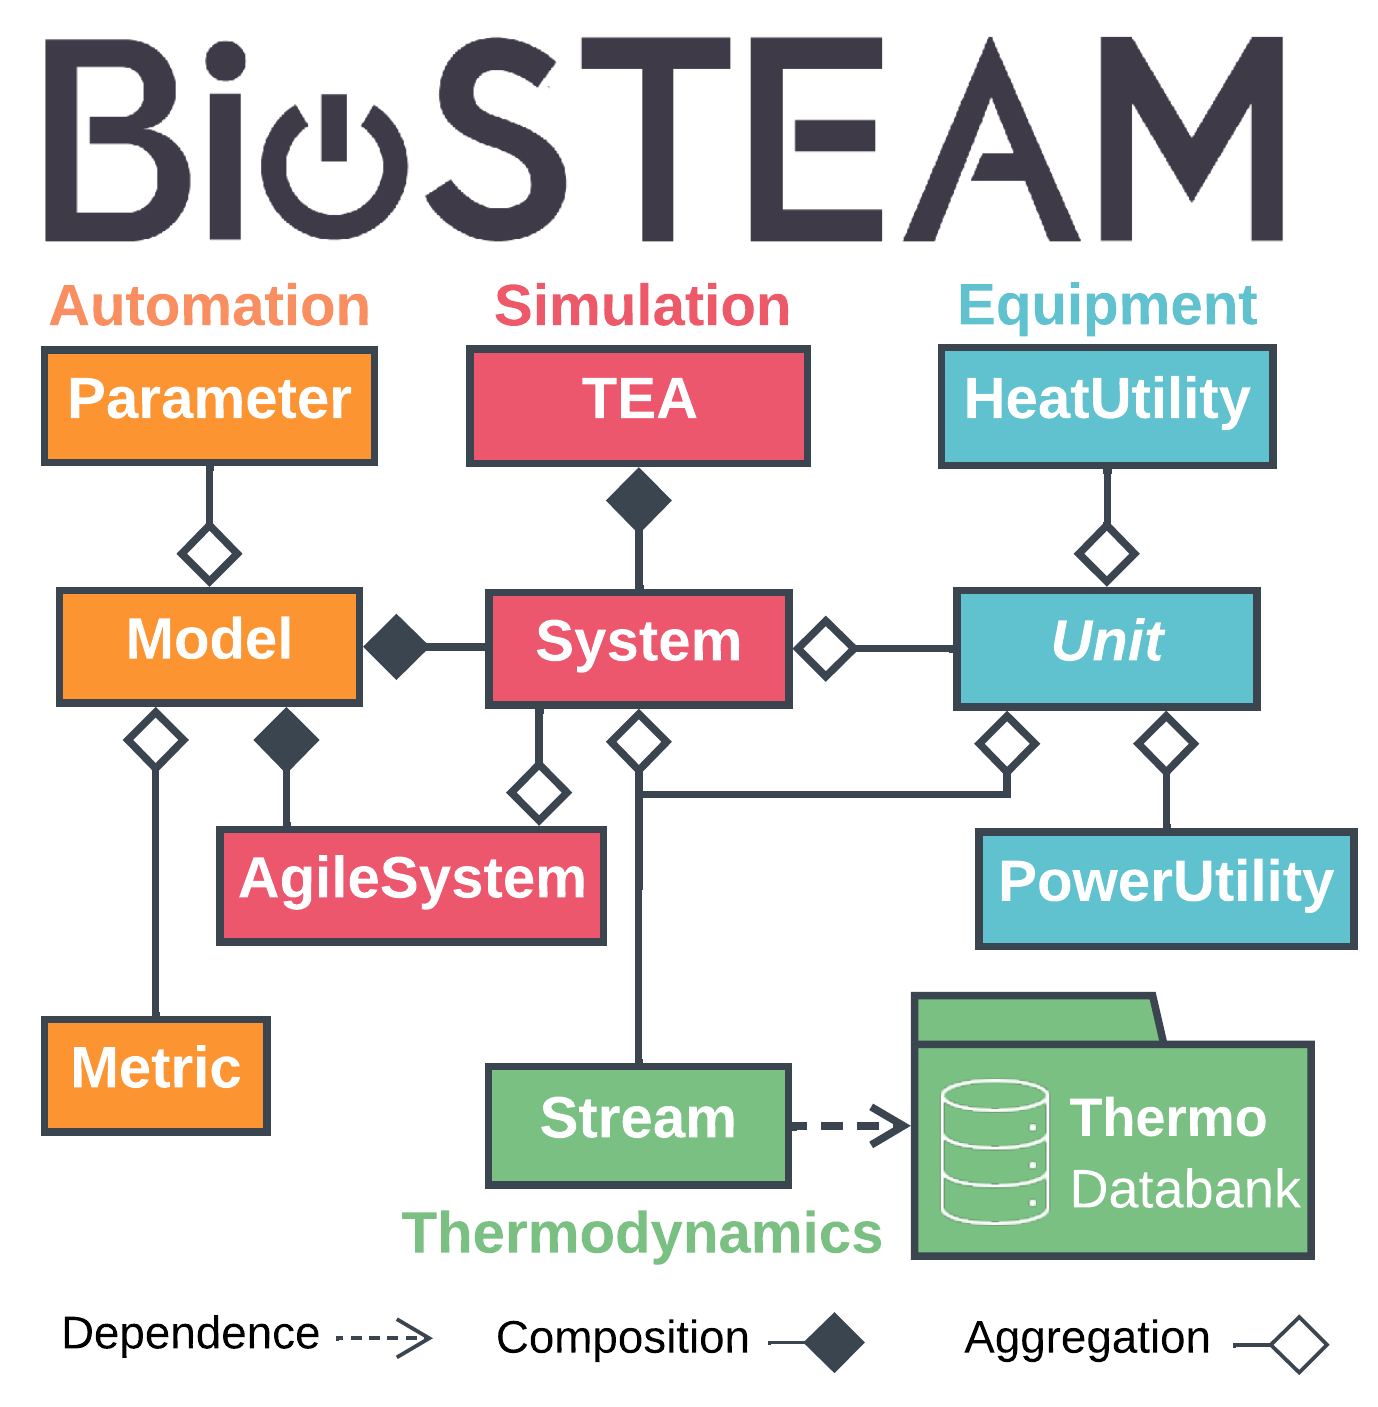 BioSTEAM
Automation
Simulation
Equipment
Parameter
TEA
HeatUtility
Model
System
Unit
AgileSystem
PowerUtility
Metric
Stream
Thermo
Databank
Thermodynamics
Dependence
Composition
Aggregation